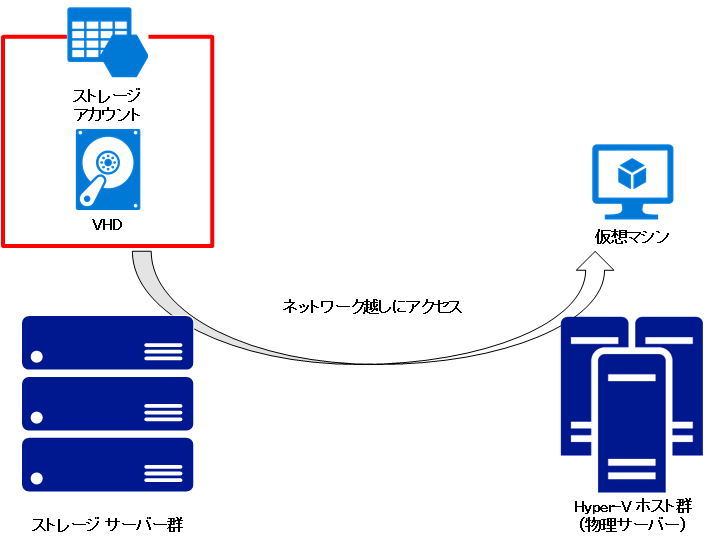 ストレージ
アカウント
VHD
仮想マシン
ネットワーク越しにアクセス
ストレージ サーバー群
Hyper-V ホスト群
（物理サーバー）